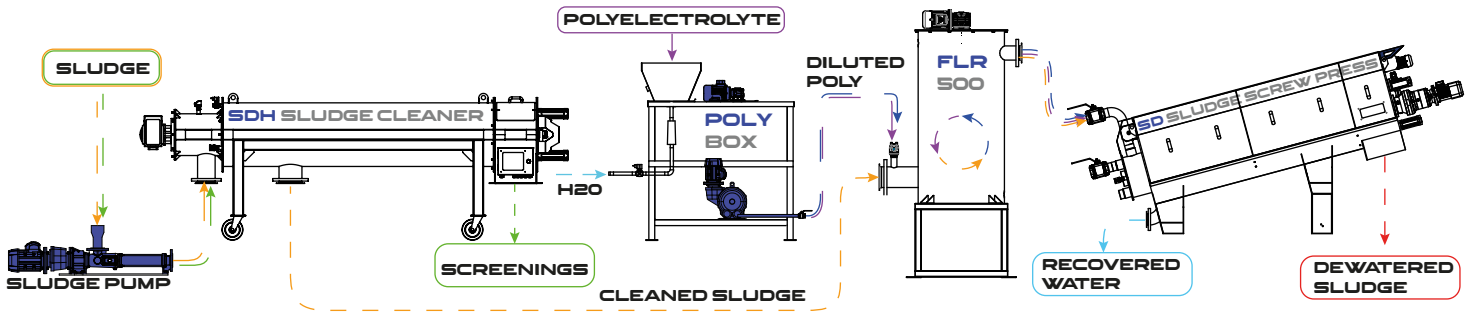 POLYELECTROLYTE
SLUDGE
SDH SLUDGE CLEANER
POLY
BOX
DILUTED
POLY
FLR
500
SD SLUDGE SCREW PRESS
H2O
SLUDGE PUMP
SCREENINGS
CLEANED SLUDGE
RECOVERED
WATER
DEWATERED
SLUDGE